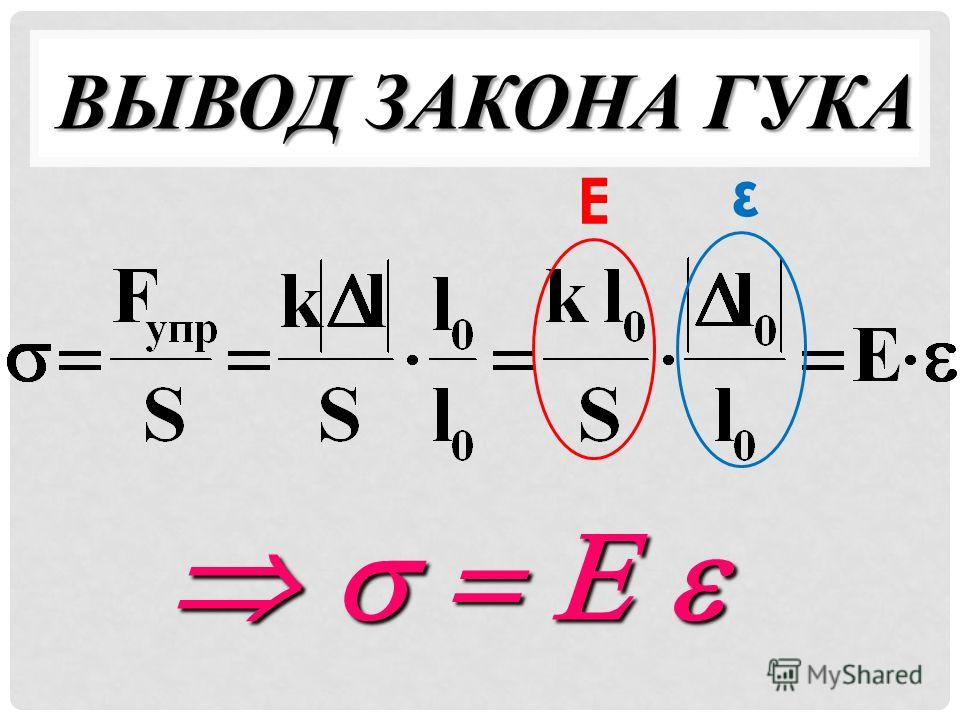 ВЫВОД ЗАКОНА ГУКА
E ε
σ = Fупр/S = k|Δl|/S · l₀/l₀ = k l₀/S · |Δl₀|/l₀ = E·ε
⇒ σ = E ε
MyShared